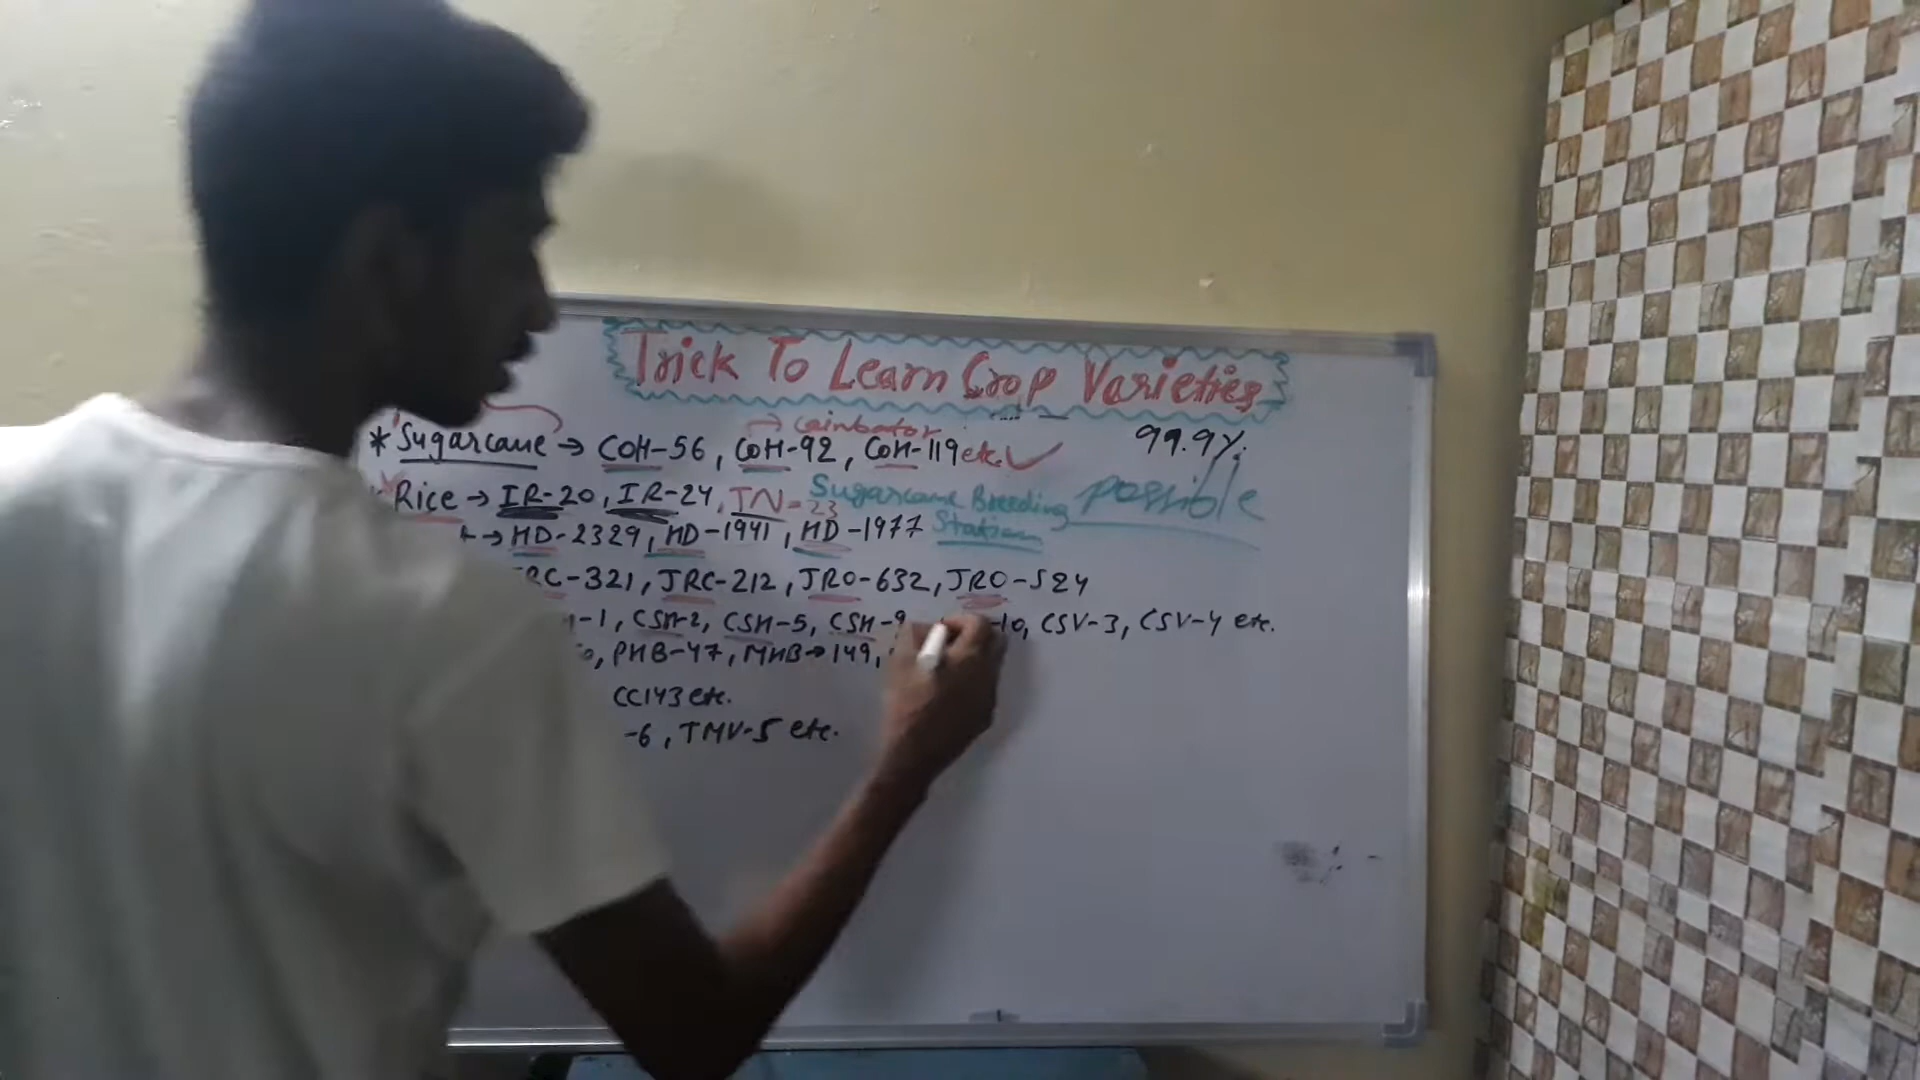 Trick To Learn Crop Varieties
→ Coinbator
* Sugarcane → COH-56, COH-92, COH-119 etc.
99.9%
possible
Rice → IR-20, IR-24, TN-23
Sugarcane Breeding
Station
→ HD-2329, HD-1941, HD-1977
RC-321, JRC-212, JRO-632, JRO-524
-1, CSH-2, CSH-5, CSH-9 -10, CSV-3, CSV-4 etc.
, PHB-47, MHB→149,
CC143 etc.
-6, TMV-5 etc.